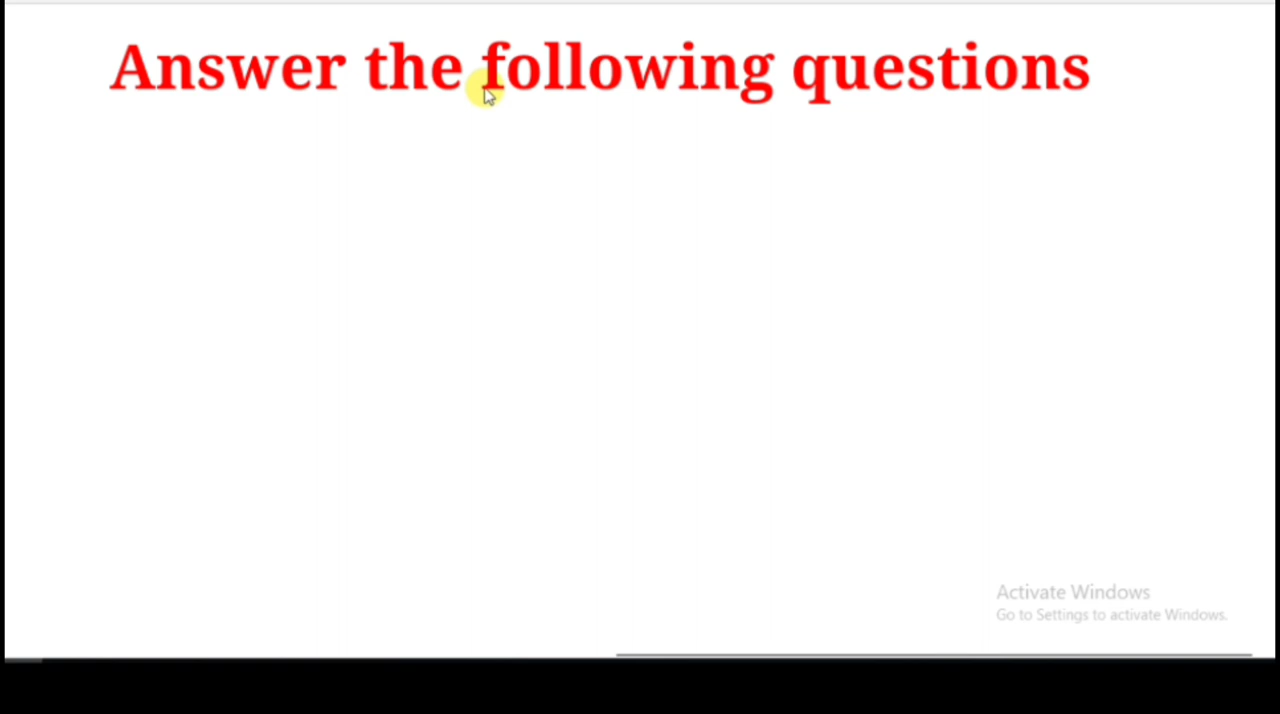 Answer the following questions
Activate Windows
Go to Settings to activate Windows.